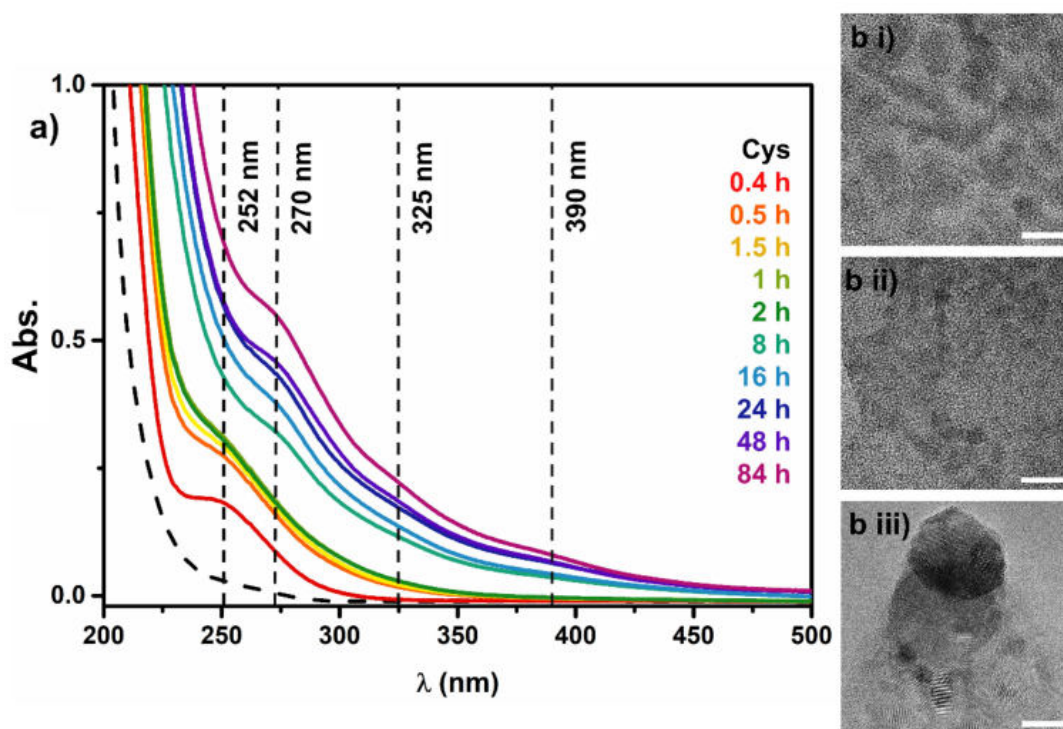 a)
Abs.
1.0
0.5
0.0
252 nm
270 nm
325 nm
390 nm
Cys
0.4 h
0.5 h
1.5 h
1 h
2 h
8 h
16 h
24 h
48 h
84 h
200 250 300 350 400 450 500
λ (nm)
b i)
b ii)
b iii)